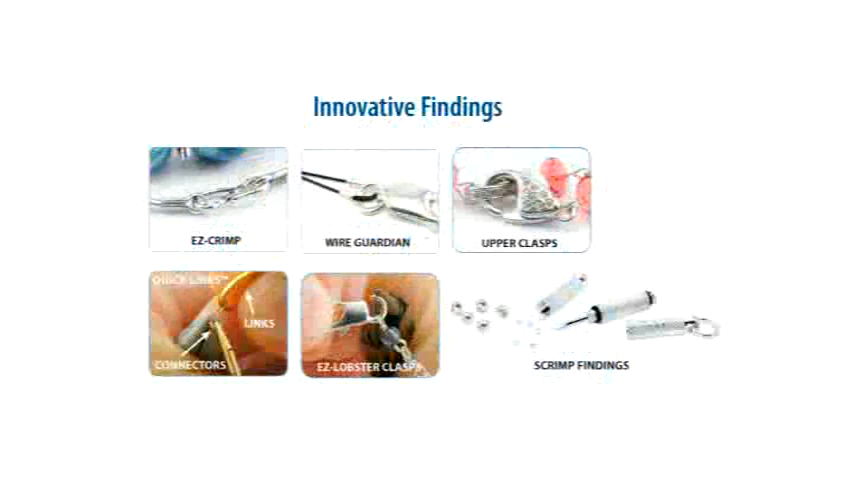 Innovative Findings
EZ-CRIMP
WIRE GUARDIAN
UPPER CLASPS
QUICK LINKS™
LINKS
CONNECTORS
EZ-LOBSTER CLASPS
SCRIMP FINDINGS